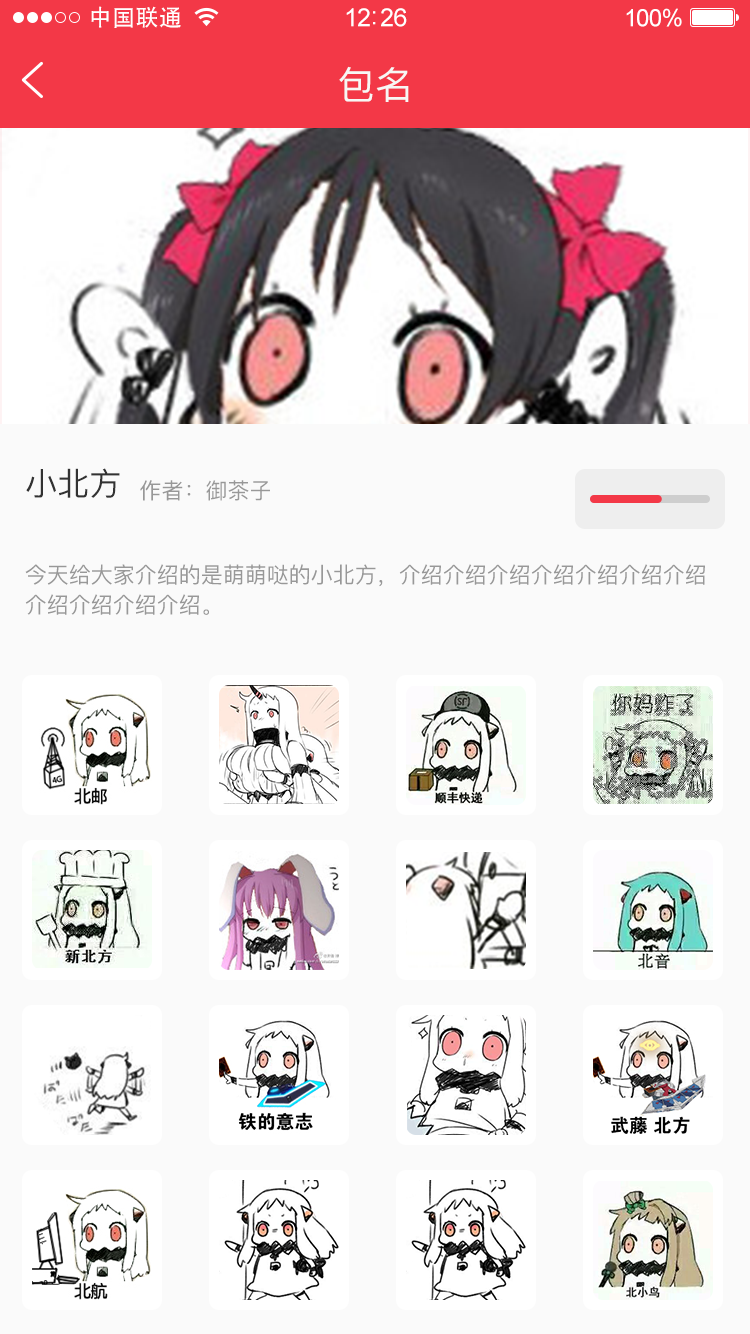 中国联通
12:26
100%
包名
小北方
作者：御茶子
今天给大家介绍的是萌萌哒的小北方，介绍介绍介绍介绍介绍介绍介绍
介绍介绍介绍介绍。
4G
北邮
SF
顺丰快递
你妈炸了
新北方
つっと
北音
ぱた
ぱた
铁的意志
武藤 北方
北航
北小鸟